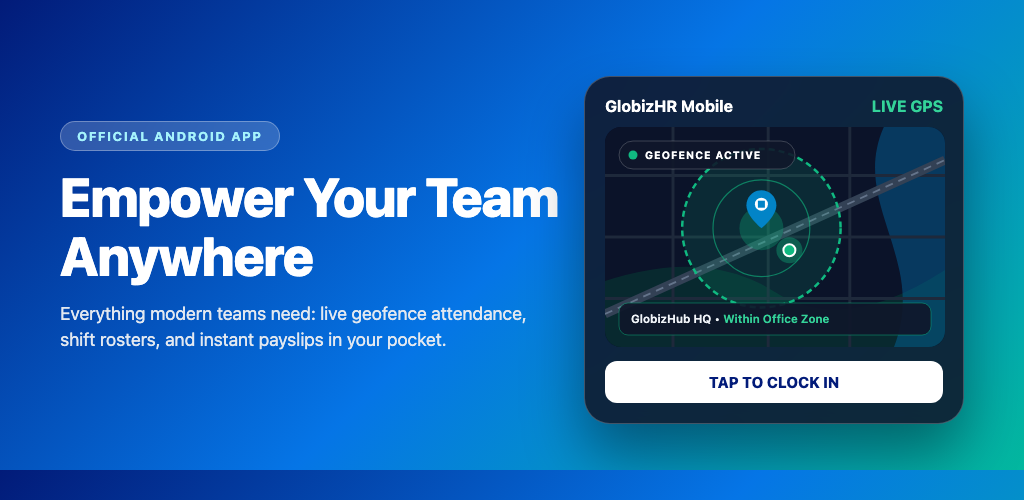 OFFICIAL ANDROID APP
Empower Your Team
Anywhere
Everything modern teams need: live geofence attendance,
shift rosters, and instant payslips in your pocket.
GlobizHR Mobile
LIVE GPS
GEOFENCE ACTIVE
GlobizHub HQ • Within Office Zone
TAP TO CLOCK IN